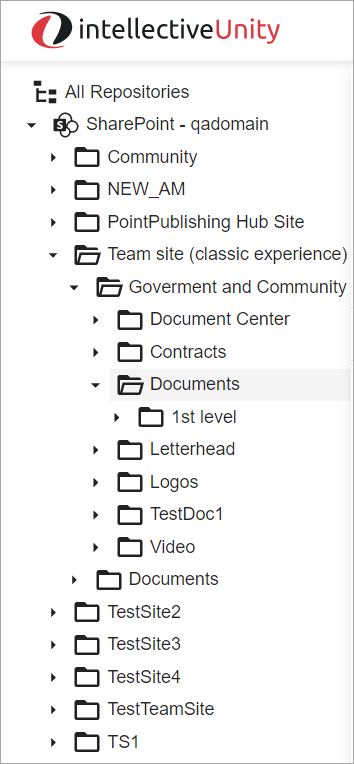 intellectiveUnity
All Repositories
SharePoint - qadomain
Community
NEW_AM
PointPublishing Hub Site
Team site (classic experience)
Goverment and Community
Document Center
Contracts
Documents
1st level
Letterhead
Logos
TestDoc1
Video
Documents
TestSite2
TestSite3
TestSite4
TestTeamSite
TS1